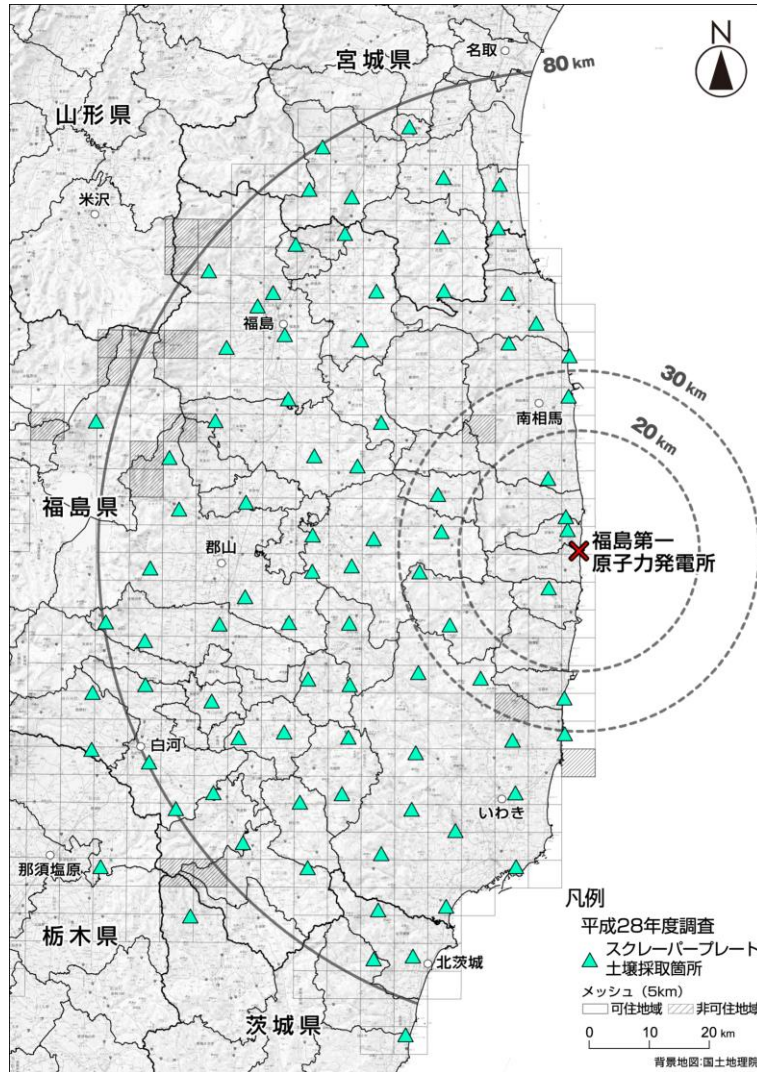 N
宮城県
名取
80 km
山形県
米沢
福島
30 km
南相馬
20 km
福島県
郡山
福島第一
原子力発電所
白河
いわき
那須塩原
凡例
平成28年度調査
スクレーパープレート
土壌採取箇所
栃木県
北茨城
メッシュ（5km）
可住地域
非可住地域
茨城県
0 10 20 km
背景地図:国土地理院